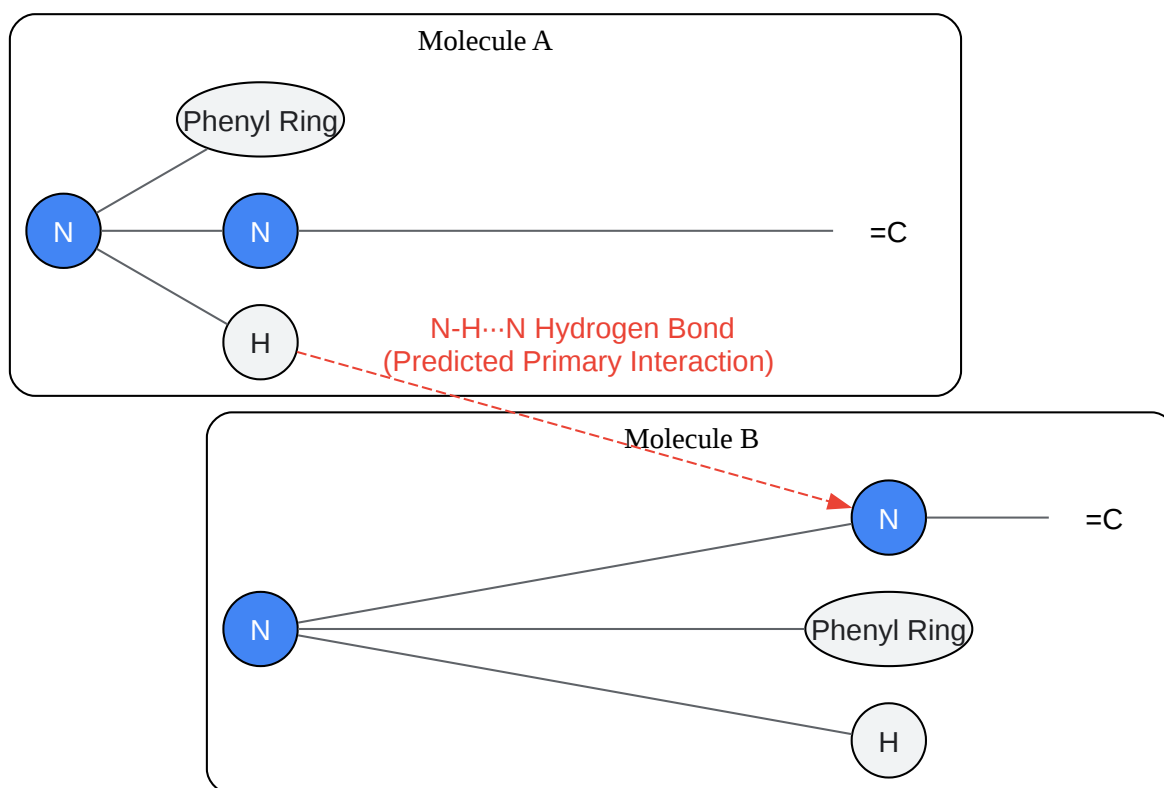 Molecule A
Phenyl Ring
N
N
=C
H
N-H···N Hydrogen Bond
(Predicted Primary Interaction)
Molecule B
N
=C
N
Phenyl Ring
H